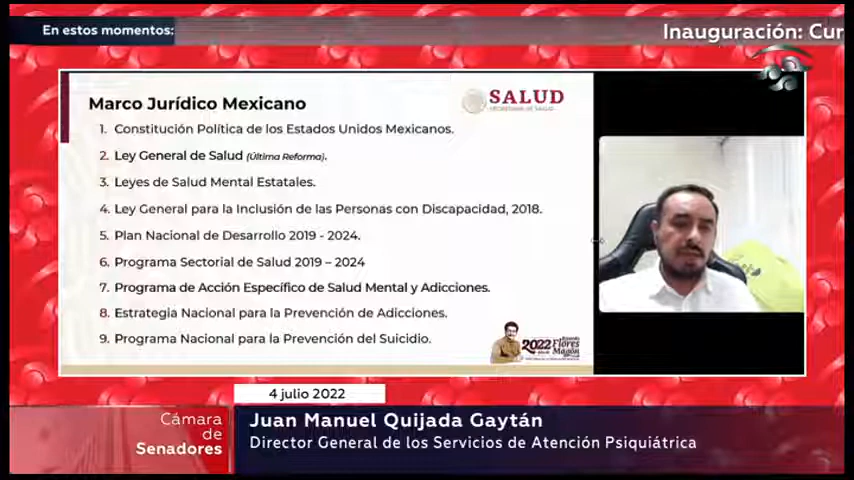 En estos momentos:
Inauguración: Cur
Marco Jurídico Mexicano
SALUD
SECRETARÍA DE SALUD
1. Constitución Política de los Estados Unidos Mexicanos.
2. Ley General de Salud (Última Reforma).
3. Leyes de Salud Mental Estatales.
4. Ley General para la Inclusión de las Personas con Discapacidad, 2018.
5. Plan Nacional de Desarrollo 2019 - 2024.
6. Programa Sectorial de Salud 2019 – 2024
7. Programa de Acción Específico de Salud Mental y Adicciones.
8. Estrategia Nacional para la Prevención de Adicciones.
9. Programa Nacional para la Prevención del Suicidio.
2022 Flores
Magón
4 julio 2022
Cámara
de
Senadores
Juan Manuel Quijada Gaytán
Director General de los Servicios de Atención Psiquiátrica